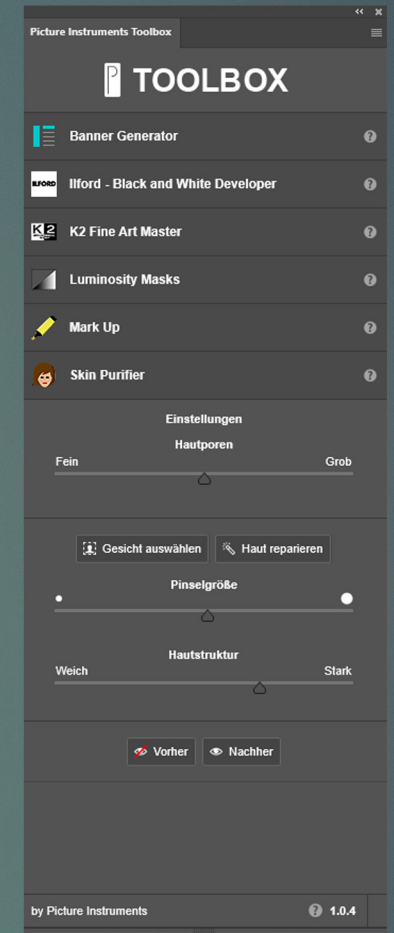 Picture Instruments Toolbox
TOOLBOX
Banner Generator
ILFORD
Ilford - Black and White Developer
K2
K2 Fine Art Master
Luminosity Masks
Mark Up
Skin Purifier
Einstellungen
Hautporen
Fein Grob
Gesicht auswählen Haut reparieren
Pinselgröße
Hautstruktur
Weich Stark
Vorher Nachher
by Picture Instruments ? 1.0.4